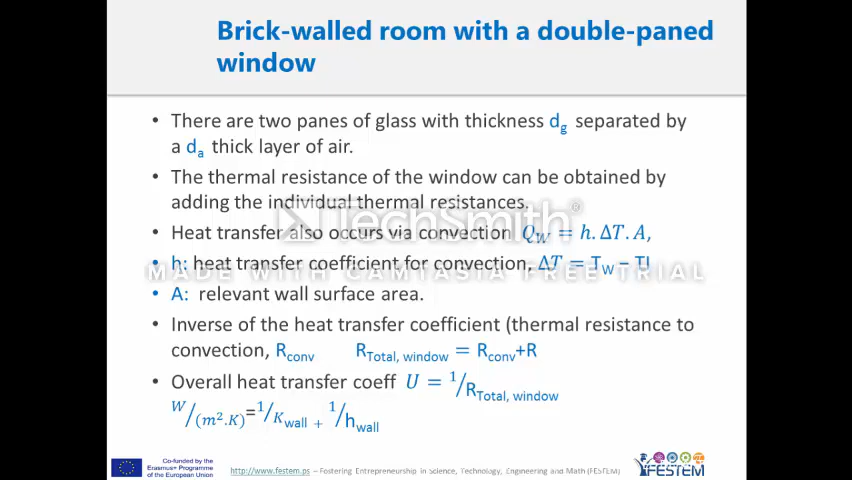 Brick-walled room with a double-paned
window
• There are two panes of glass with thickness dg separated by
a da thick layer of air.
• The thermal resistance of the window can be obtained by
adding the individual thermal resistances.
• Heat transfer also occurs via convection QW = h.ΔT.A,
• h: heat transfer coefficient for convection, ΔT = TW – TI
• A: relevant wall surface area.
• Inverse of the heat transfer coefficient (thermal resistance to
convection, Rconv RTotal, window = Rconv+R
• Overall heat transfer coeff U = 1/RTotal, window
W/(m².K)=1/Kwall + 1/hwall
TechSmith®
MADE WITH CAMTASIA FREE TRIAL
Co-funded by the
Erasmus+ Programme
of the European Union
http://www.festem.ps – Fostering Entrepreneurship in Science, Technology, Engineering and Math (FESTEM)
FESTEM